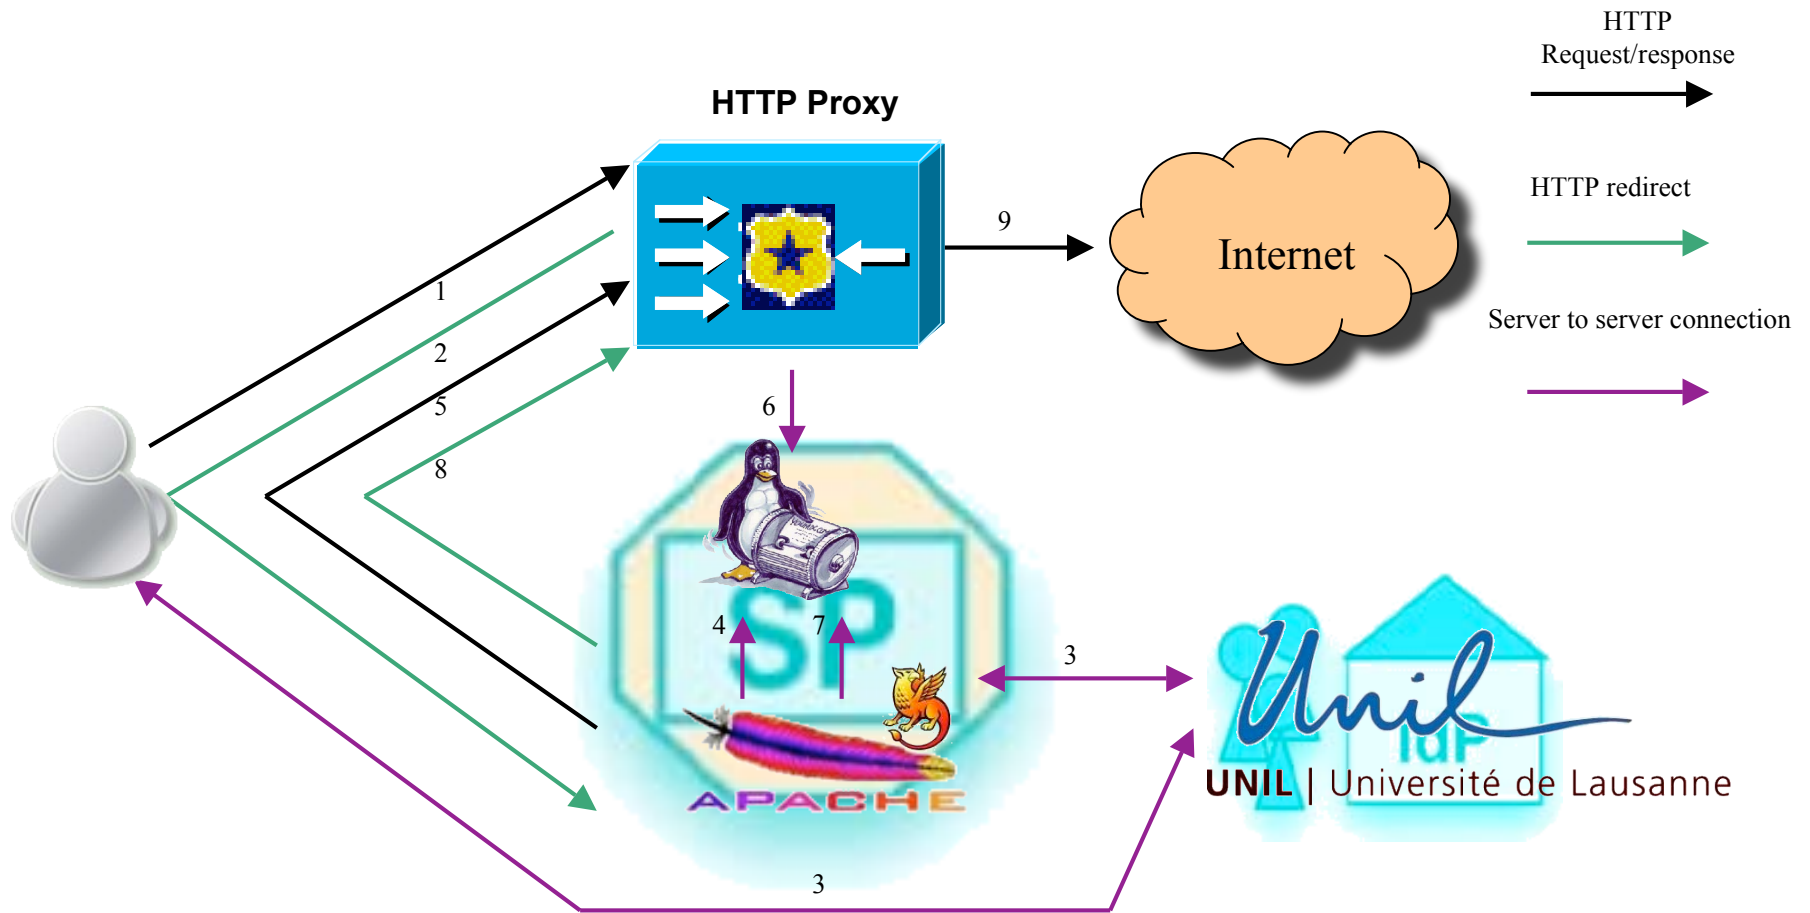 HTTP
Request/response
HTTP Proxy
HTTP redirect
9
Internet
1
Server to server connection
2
5
6
8
SP
4
7
3
Unil
IdP
UNIL | Université de Lausanne
APACHE
3